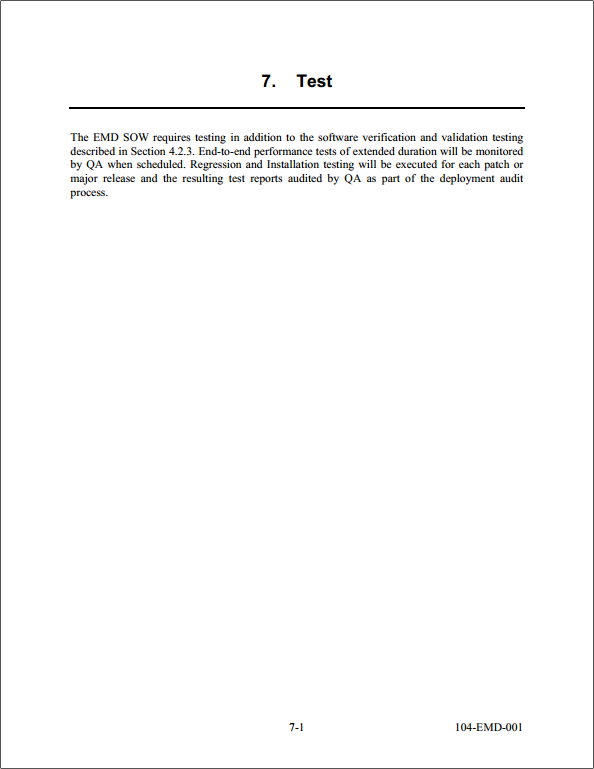 7. Test
The EMD SOW requires testing in addition to the software verification and validation testing
described in Section 4.2.3. End-to-end performance tests of extended duration will be monitored
by QA when scheduled. Regression and Installation testing will be executed for each patch or
major release and the resulting test reports audited by QA as part of the deployment audit
process.
7-1 104-EMD-001